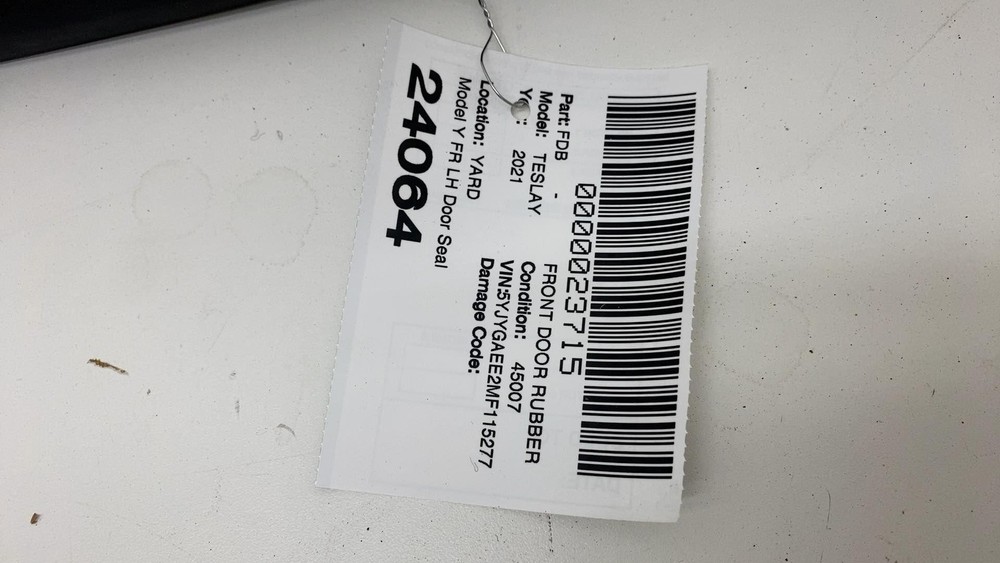 0000023715
Part: FDB - FRONT DOOR RUBBER
Model: TESLAY Condition: 45007
2021 VIN:5YJYGAEE2MF115277
Location: YARD Damage Code:
Model Y FR LH Door Seal
24064